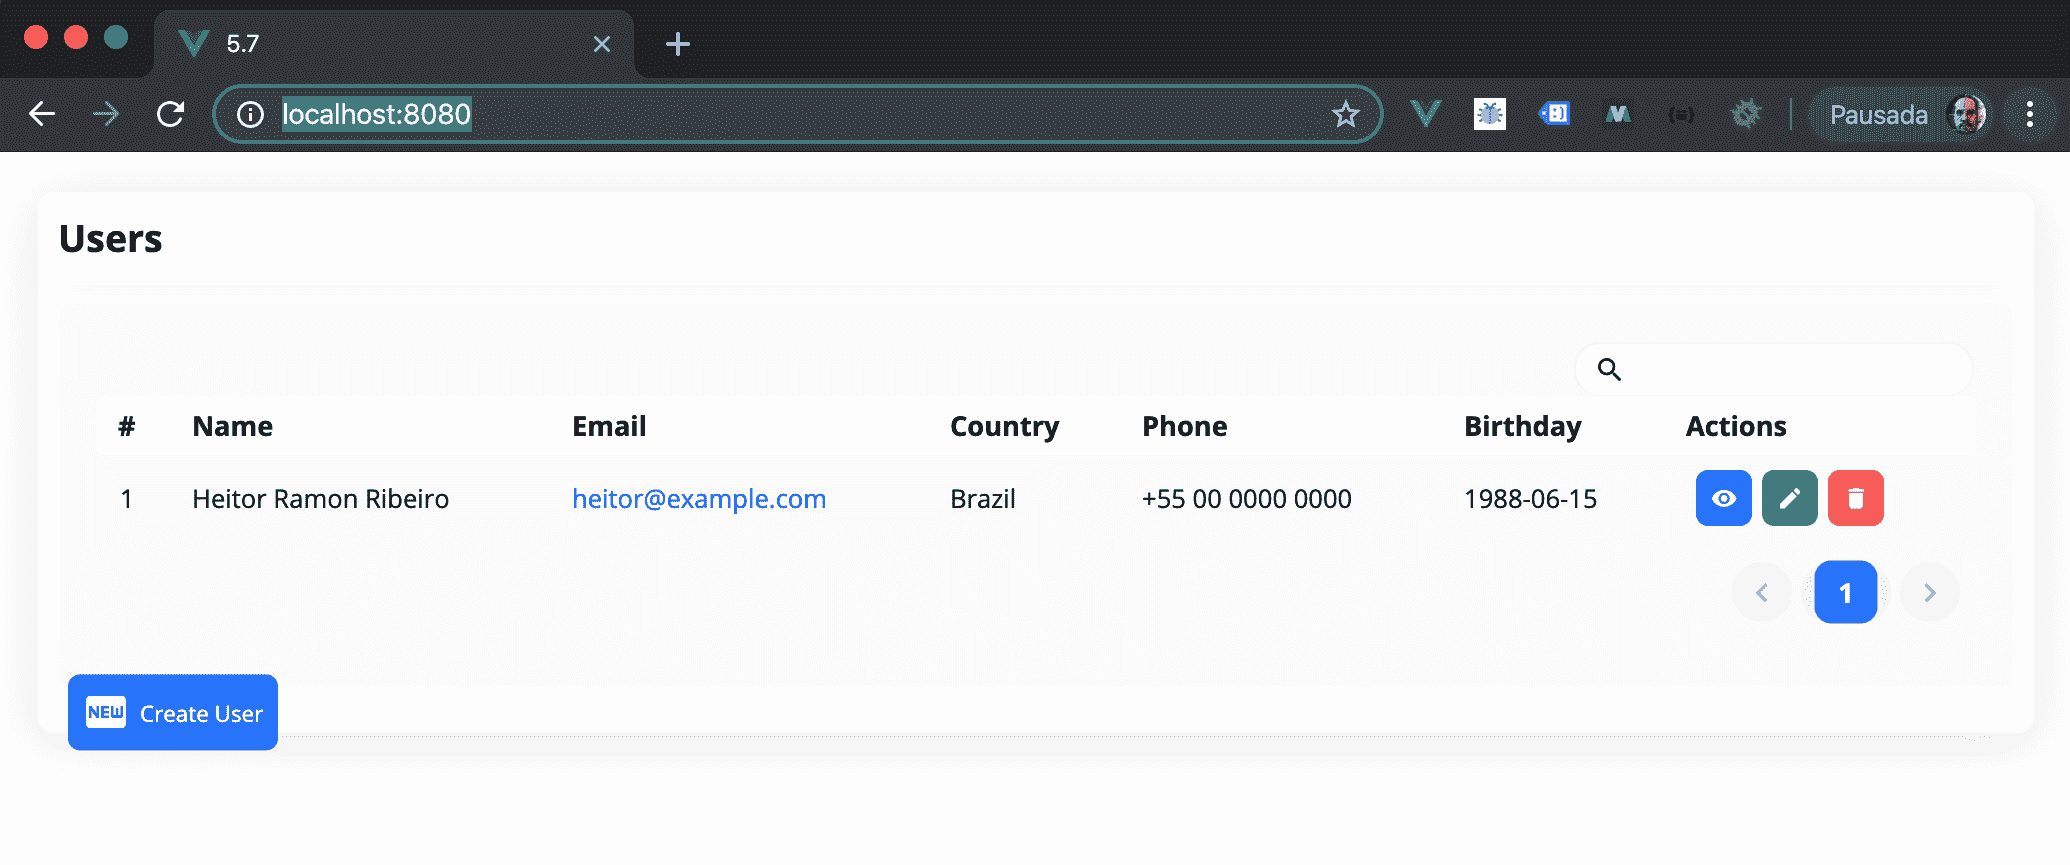 5.7
localhost:8080
Pausada
Users
# Name Email Country Phone Birthday Actions
1 Heitor Ramon Ribeiro heitor@example.com Brazil +55 00 0000 0000 1988-06-15
1
NEW Create User